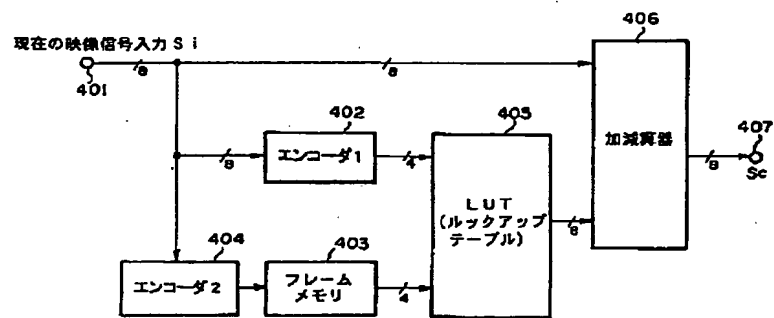 406
現在の映像信号入力Si
8
8
401
402
405
407
エンコーダ1
加減算器
8
4
8
Sc
LUT
(ルックアップ
テーブル)
8
404
403
エンコーダ2
フレーム
メモリ
4